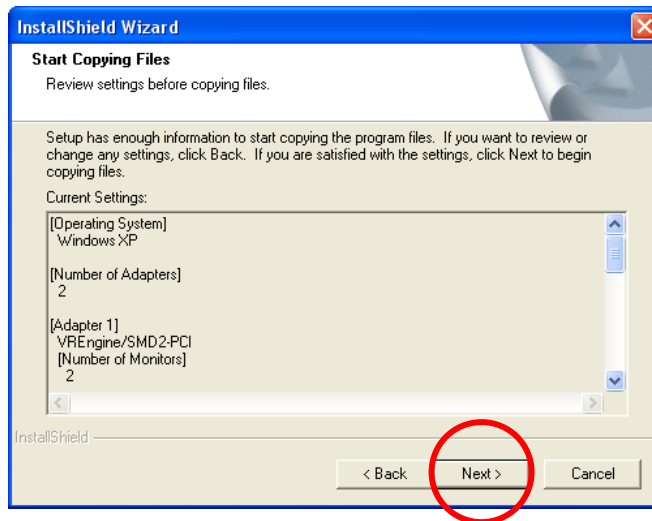 InstallShield Wizard
Start Copying Files
Review settings before copying files.
Setup has enough information to start copying the program files.  If you want to review or
change any settings, click Back.  If you are satisfied with the settings, click Next to begin
copying files.
Current Settings:
[Operating System]
Windows XP
[Number of Adapters]
2
[Adapter 1]
VREngine/SMD2-PCI
[Number of Monitors]
2
InstallShield
< Back
Next >
Cancel